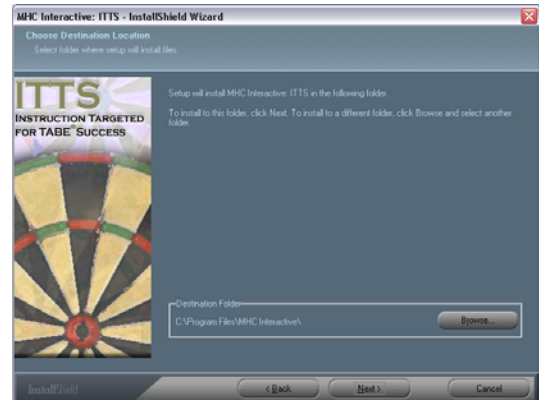 MHC Interactive: ITTS - InstallShield Wizard
Choose Destination Location
Select folder where setup will install files.
ITTS
INSTRUCTION TARGETED
FOR TABE® SUCCESS
Setup will install MHC Interactive: ITTS in the following folder.
To install to this folder, click Next. To install to a different folder, click Browse and select another
folder.
Destination Folder
C:\Program Files\MHC Interactive\
Browse...
InstallShield
< Back
Next >
Cancel